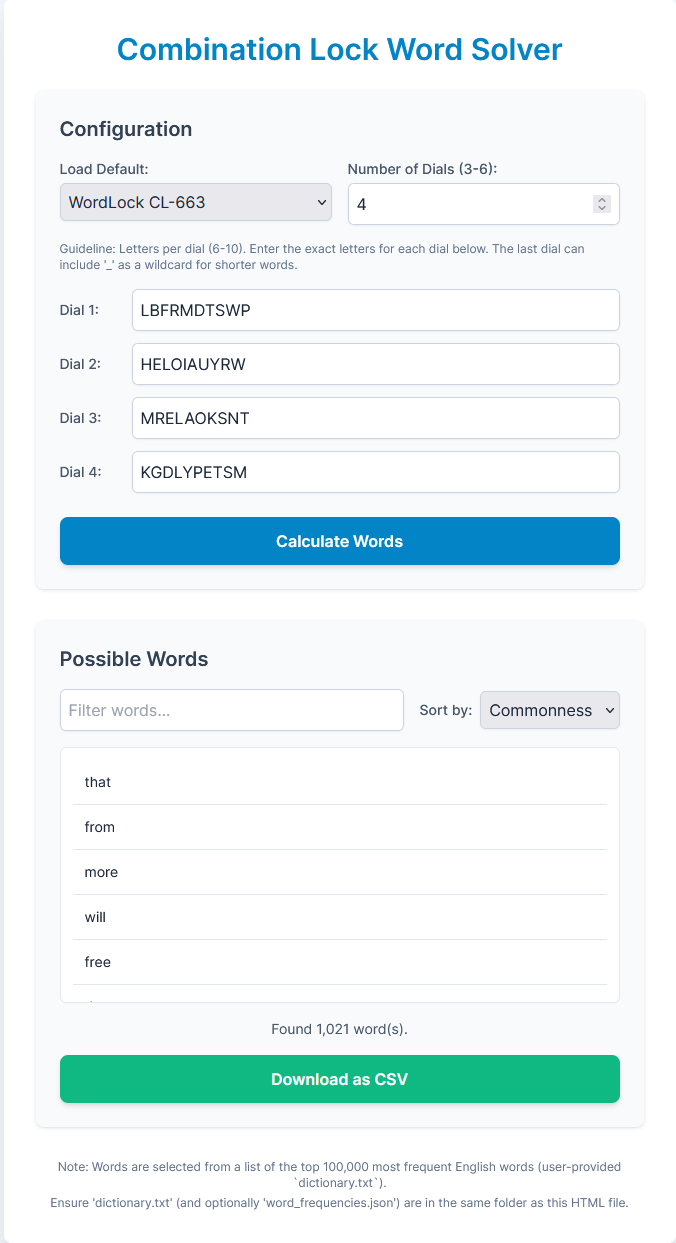 Combination Lock Word Solver
Configuration
Load Default:
WordLock CL-663
Number of Dials (3-6):
4
Guideline: Letters per dial (6-10). Enter the exact letters for each dial below. The last dial can
include '_' as a wildcard for shorter words.
Dial 1:
LBFRMDTSWP
Dial 2:
HELOIAUYRW
Dial 3:
MRELAOKSNT
Dial 4:
KGDLYPETSM
Calculate Words
Possible Words
Filter words...
Sort by:
Commonness
that
from
more
will
free
Found 1,021 word(s).
Download as CSV
Note: Words are selected from a list of the top 100,000 most frequent English words (user-provided
`dictionary.txt`).
Ensure 'dictionary.txt' (and optionally 'word_frequencies.json') are in the same folder as this HTML file.